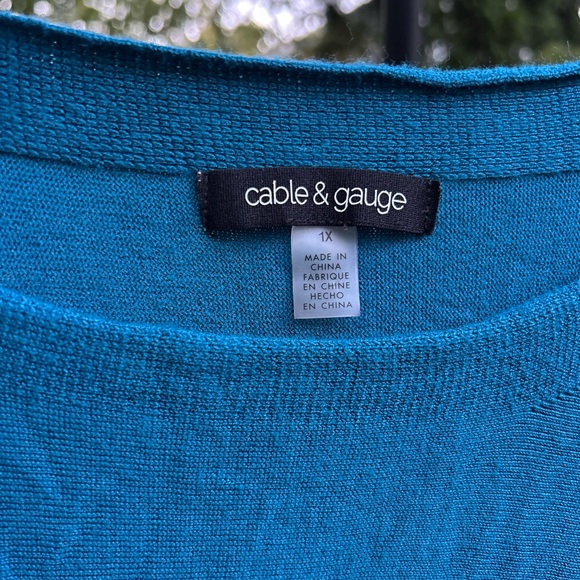 cable & gauge
1X
MADE IN
CHINA
FABRIQUE
EN CHINE
HECHO
EN CHINA